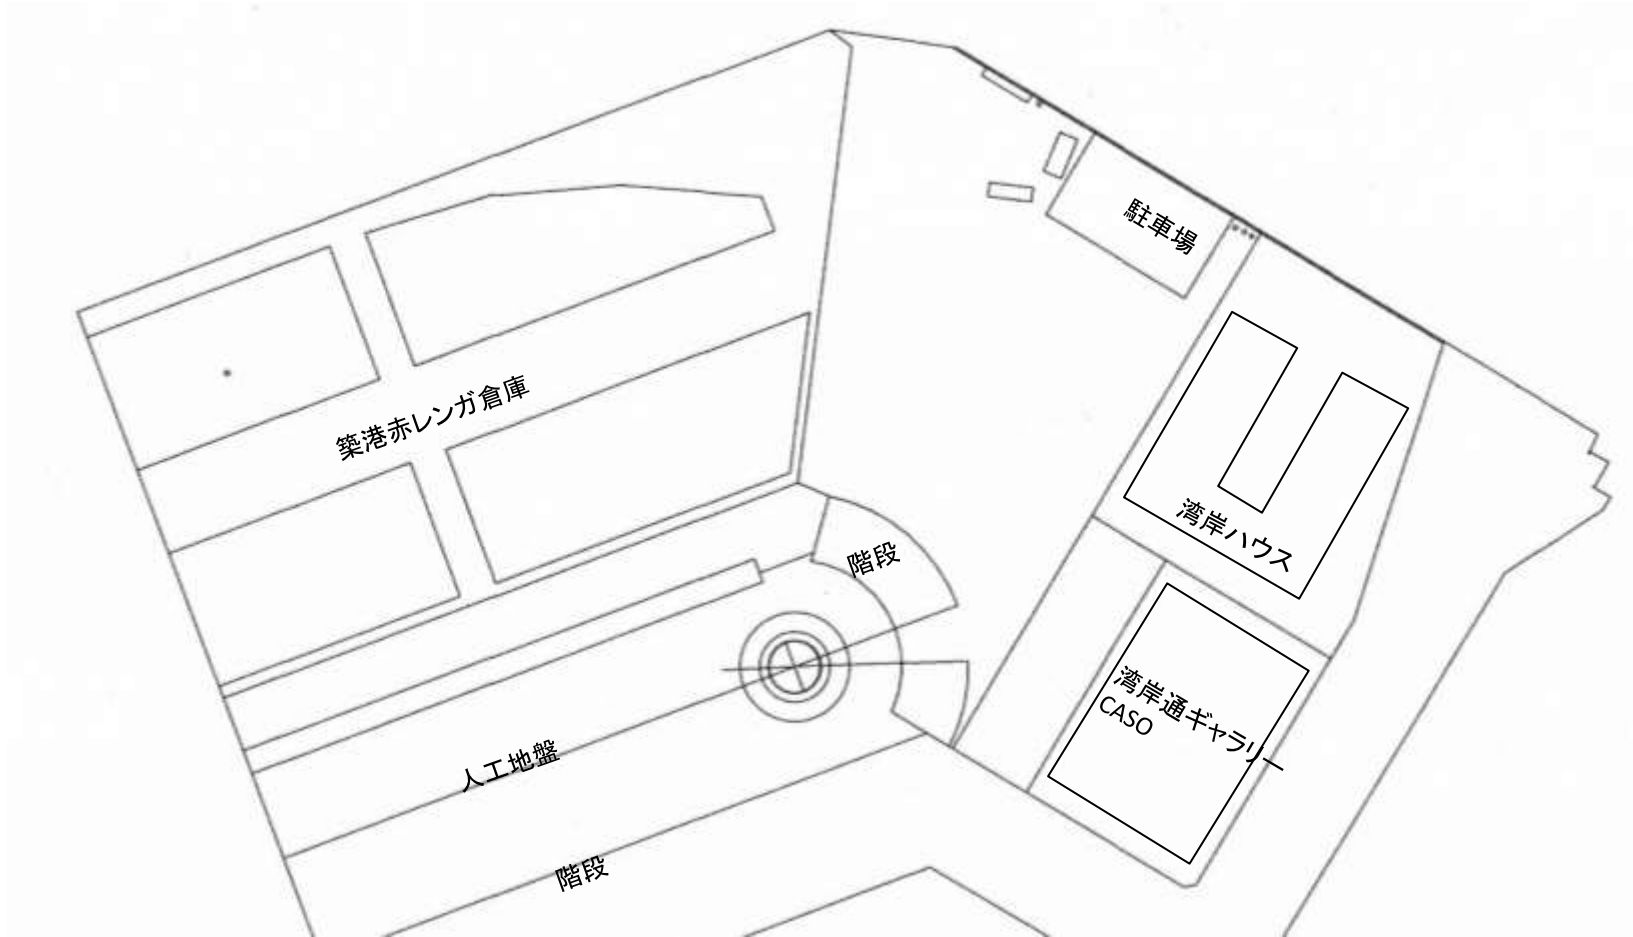 駐車場
築港赤レンガ倉庫
湾岸ハウス
階段
湾岸通ギャラリー
CASO
人工地盤
階段